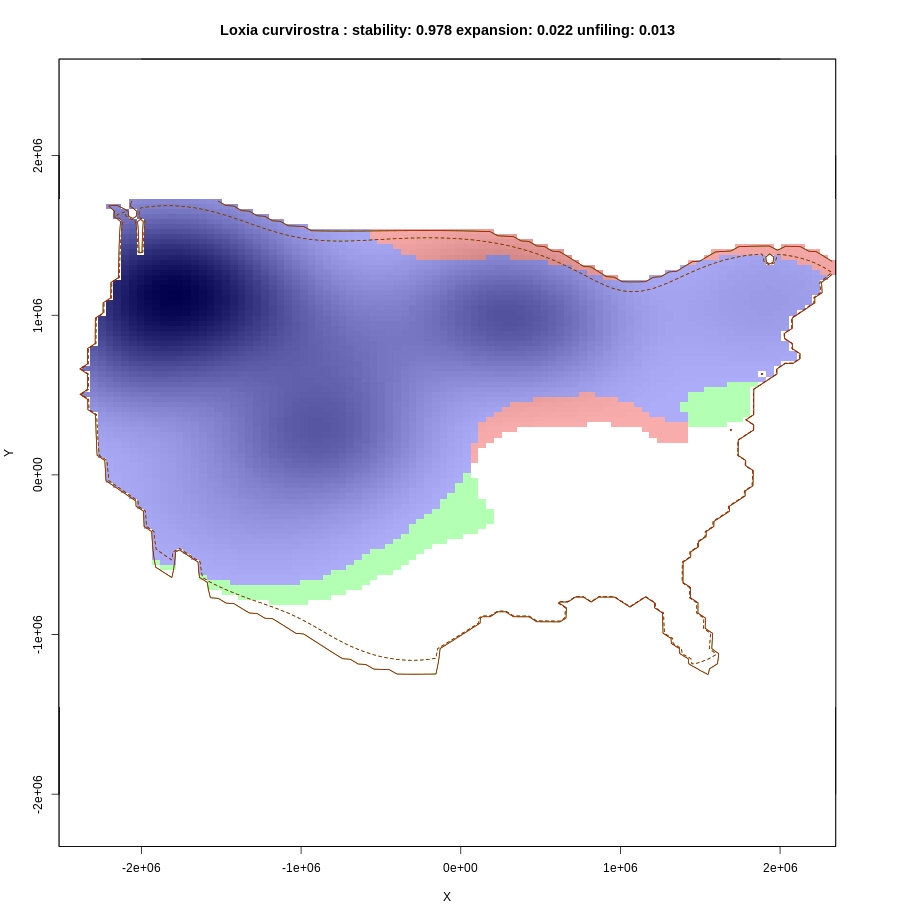 Loxia curvirostra : stability: 0.978 expansion: 0.022 unfiling: 0.013
2e+06
1e+06
0e+00
-1e+06
-2e+06
Y
-2e+06 -1e+06 0e+00 1e+06 2e+06
X